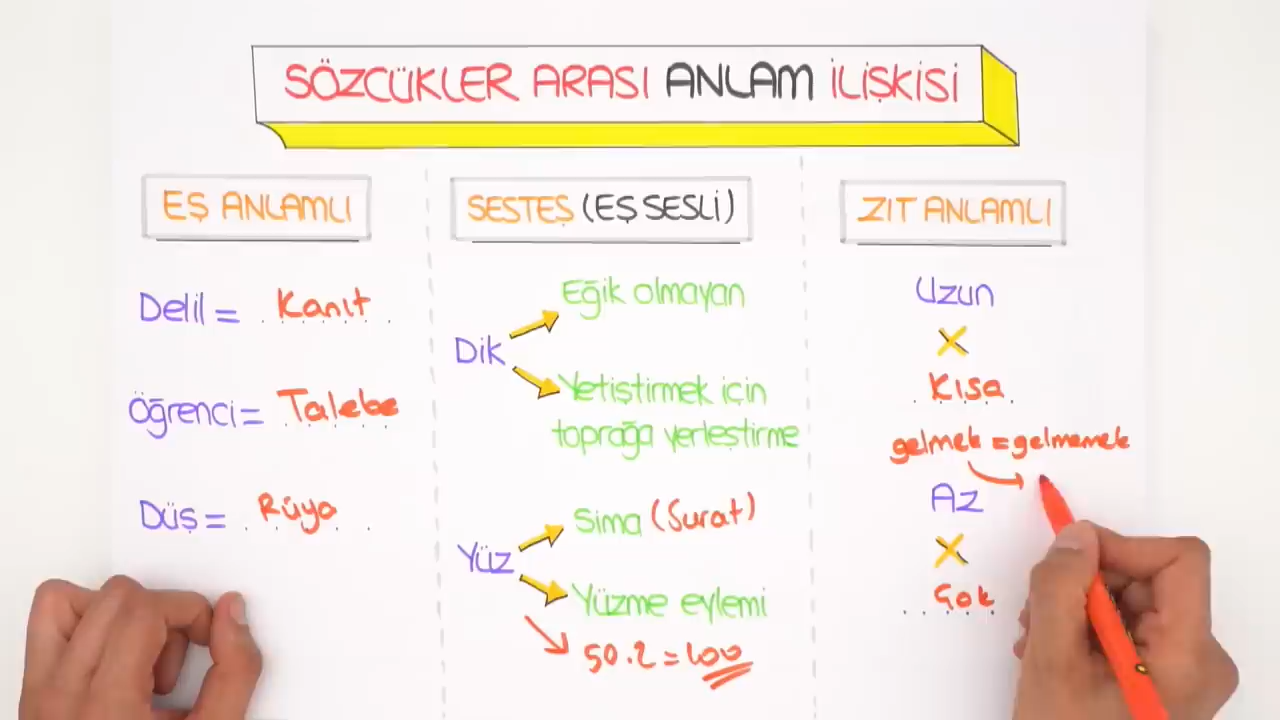 SÖZCÜKLER ARASI ANLAM İLİŞKİSİ
EŞ ANLAMLI
Delil = Kanıt
Öğrenci = Talebe
Düş = Rüya
SESTEŞ (EŞ SESLİ)
Dik
Eğik olmayan
Yetiştirmek için
toprağa yerleştirme
Yüz
Sima (Surat)
Yüzme eylemi
50.2 = 100
ZIT ANLAMLI
Uzun
X
Kısa
gelmek = gelmemek
Az
X
Çok